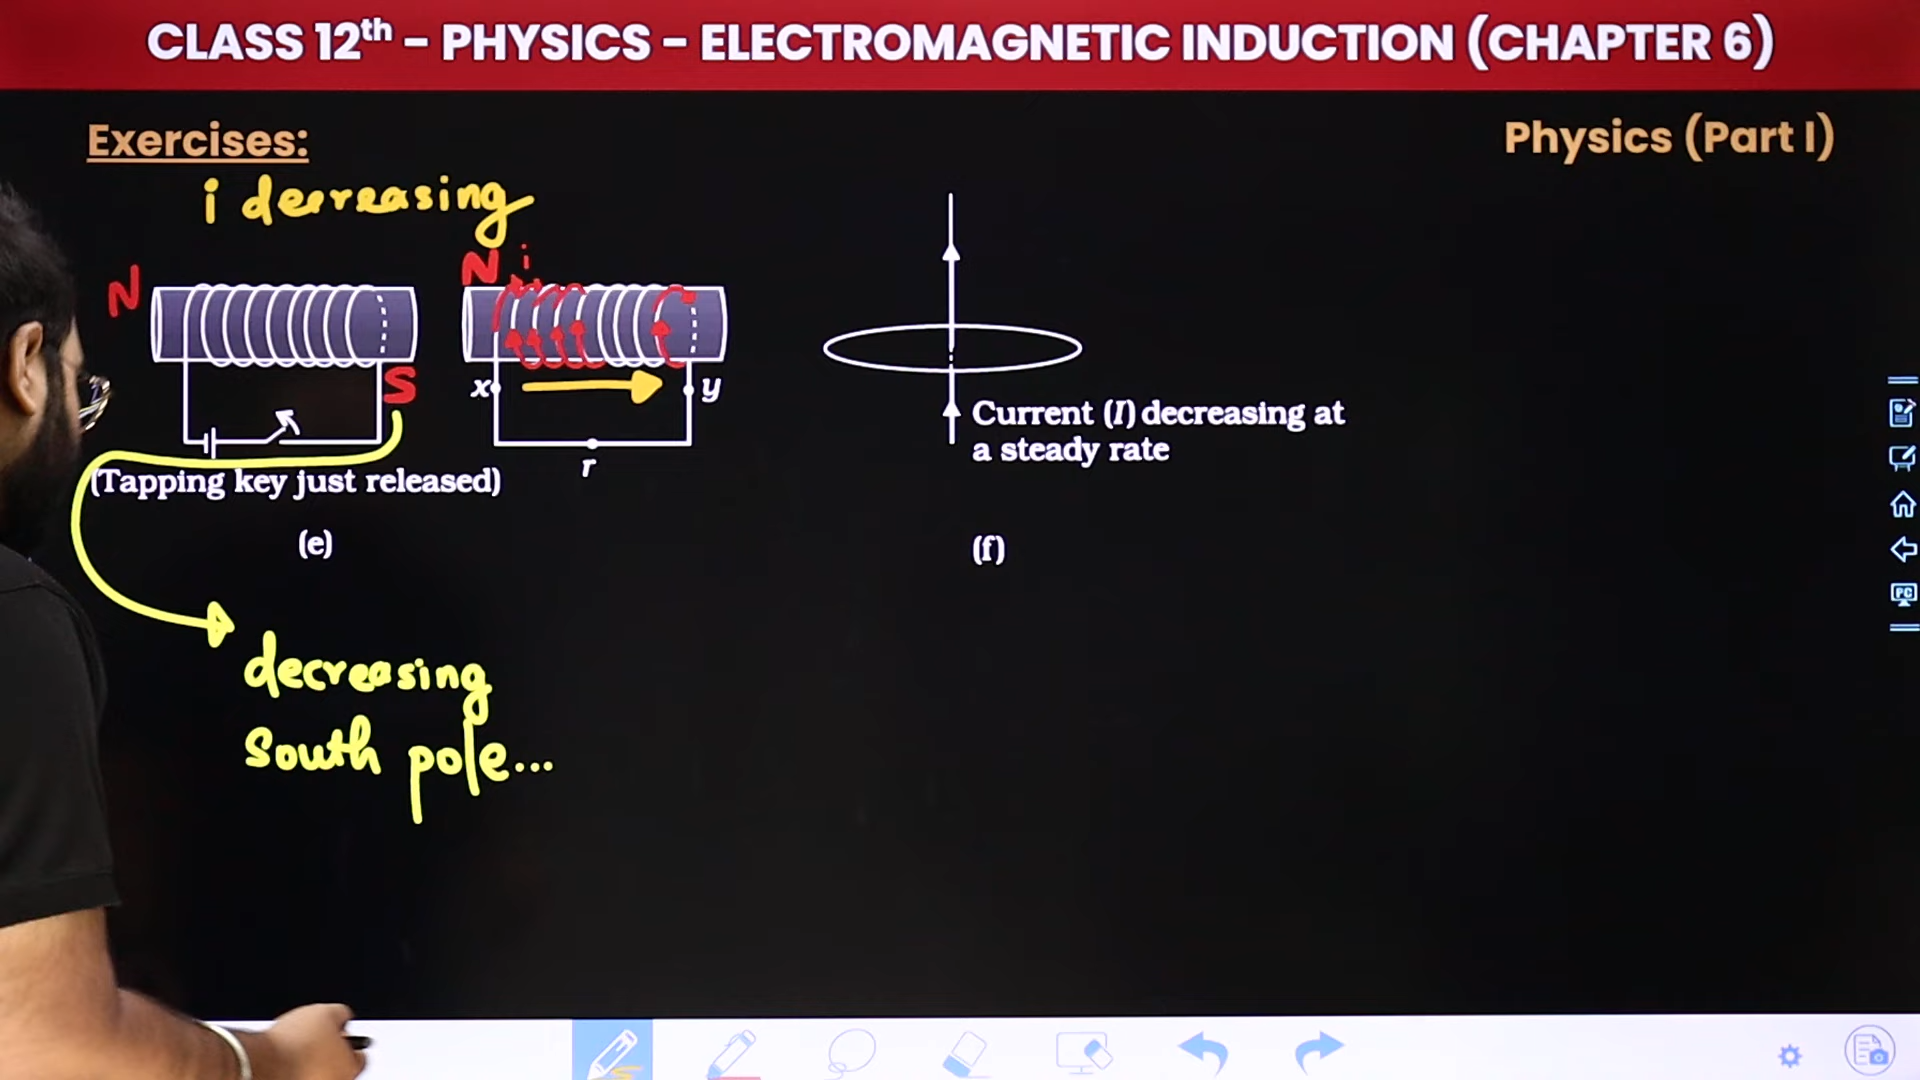 CLASS 12th - PHYSICS - ELECTROMAGNETIC INDUCTION (CHAPTER 6)
Exercises:
Physics (Part I)
i decreasing
N
N i
S
x
y
r
(Tapping key just released)
(e)
Current (I) decreasing at
a steady rate
(f)
decreasing
South pole...
PC